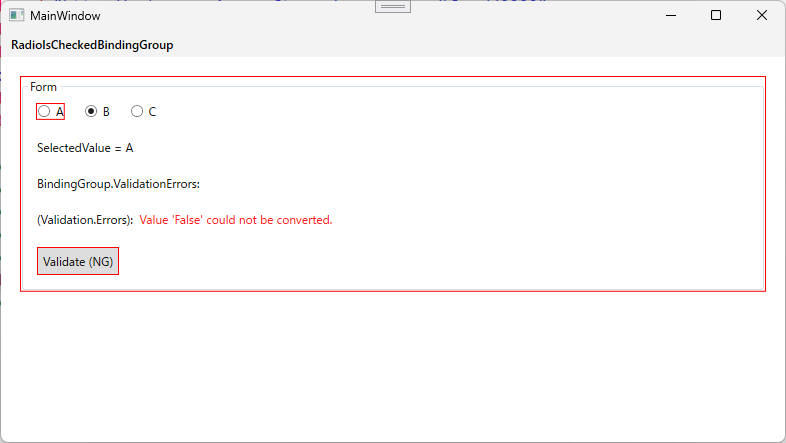 MainWindow
RadioIsCheckedBindingGroup
Form
A B C
SelectedValue = A
BindingGroup.ValidationErrors:
(Validation.Errors): Value 'False' could not be converted.
Validate (NG)